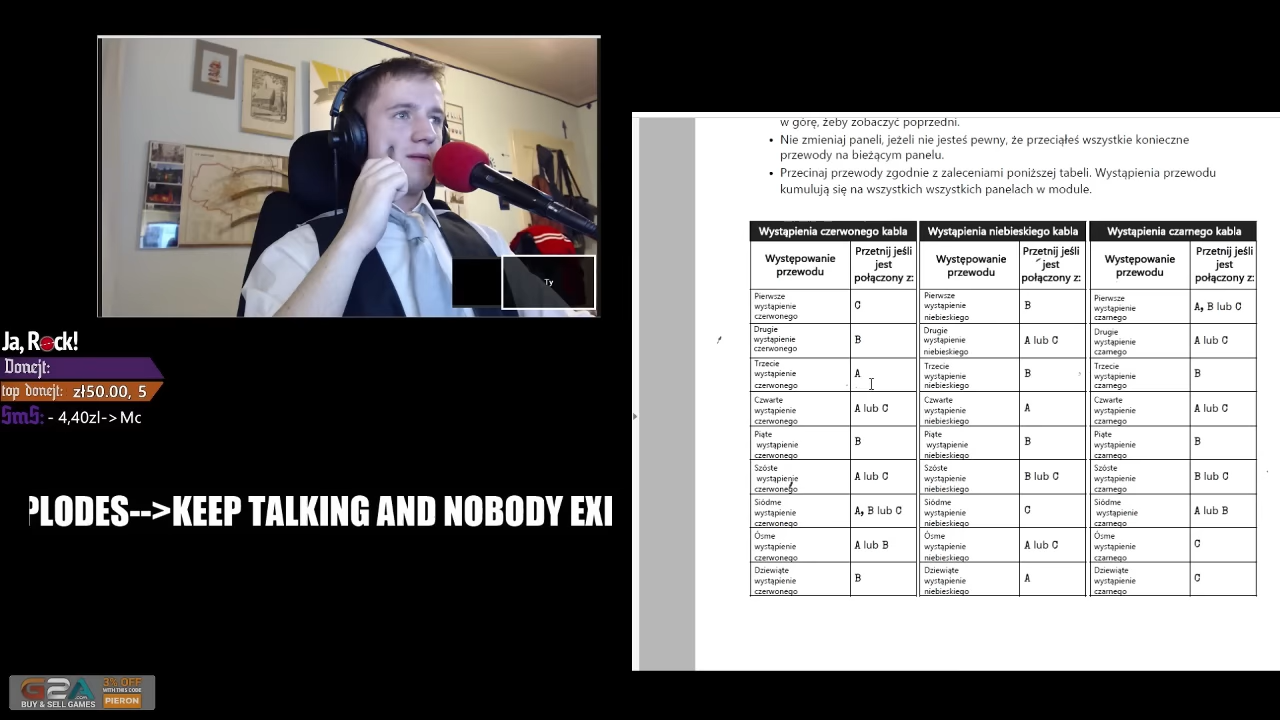 Ty
Ja, Rock!
Donejt:
top donejt: zł50.00, 5
SmS: - 4,40zl->Mc
PLODES-->KEEP TALKING AND NOBODY EXI
G2A.com
BUY & SELL GAMES
3% OFF
WITH THIS CODE
PIERON
w górę, żeby zobaczyć poprzedni.
• Nie zmieniaj paneli, jeżeli nie jesteś pewny, że przeciąłeś wszystkie konieczne
przewody na bieżącym panelu.
• Przecinaj przewody zgodnie z zaleceniami poniższej tabeli. Wystąpienia przewodu
kumulują się na wszystkich wszystkich panelach w module.
Wystąpienia czerwonego kabla Wystąpienia niebieskiego kabla Wystąpienia czarnego kabla
Występowanie przewodu Przetnij jeśli jest połączony z: Występowanie przewodu Przetnij jeśli jest połączony z: Występowanie przewodu Przetnij jeśli jest połączony z:
Pierwsze wystąpienie czerwonego C Pierwsze wystąpienie niebieskiego B Pierwsze wystąpienie czarnego A, B lub C
Drugie wystąpienie czerwonego B Drugie wystąpienie niebieskiego A lub C Drugie wystąpienie czarnego A lub C
Trzecie wystąpienie czerwonego A Trzecie wystąpienie niebieskiego B Trzecie wystąpienie czarnego B
Czwarte wystąpienie czerwonego A lub C Czwarte wystąpienie niebieskiego A Czwarte wystąpienie czarnego A lub C
Piąte wystąpienie czerwonego B Piąte wystąpienie niebieskiego B Piąte wystąpienie czarnego B
Szóste wystąpienie czerwonego A lub C Szóste wystąpienie niebieskiego B lub C Szóste wystąpienie czarnego B lub C
Siódme wystąpienie czerwonego A, B lub C Siódme wystąpienie niebieskiego C Siódme wystąpienie czarnego A lub B
Ósme wystąpienie czerwonego A lub B Ósme wystąpienie niebieskiego A lub C Ósme wystąpienie czarnego C
Dziewiąte wystąpienie czerwonego B Dziewiąte wystąpienie niebieskiego A Dziewiąte wystąpienie czarnego C